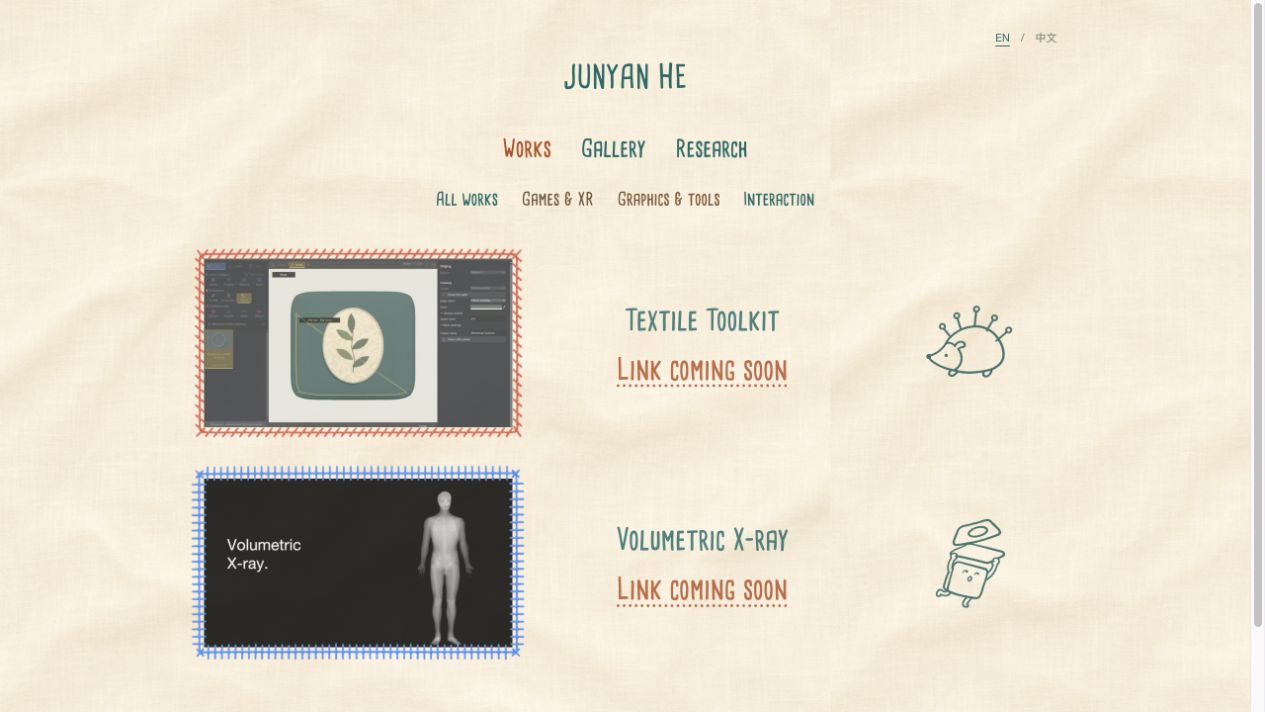 EN / 中文
JUNYAN HE
WORKS GALLERY RESEARCH
ALL WORKS GAMES & XR GRAPHICS & TOOLS INTERACTION
TEXTILE TOOLKIT
LINK COMING SOON
Volumetric
X-ray.
VOLUMETRIC X-RAY
LINK COMING SOON